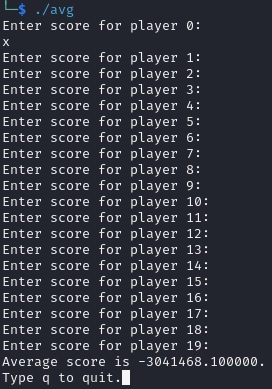 └─$ ./avg
Enter score for player 0:
x
Enter score for player 1:
Enter score for player 2:
Enter score for player 3:
Enter score for player 4:
Enter score for player 5:
Enter score for player 6:
Enter score for player 7:
Enter score for player 8:
Enter score for player 9:
Enter score for player 10:
Enter score for player 11:
Enter score for player 12:
Enter score for player 13:
Enter score for player 14:
Enter score for player 15:
Enter score for player 16:
Enter score for player 17:
Enter score for player 18:
Enter score for player 19:
Average score is -3041468.100000.
Type q to quit.